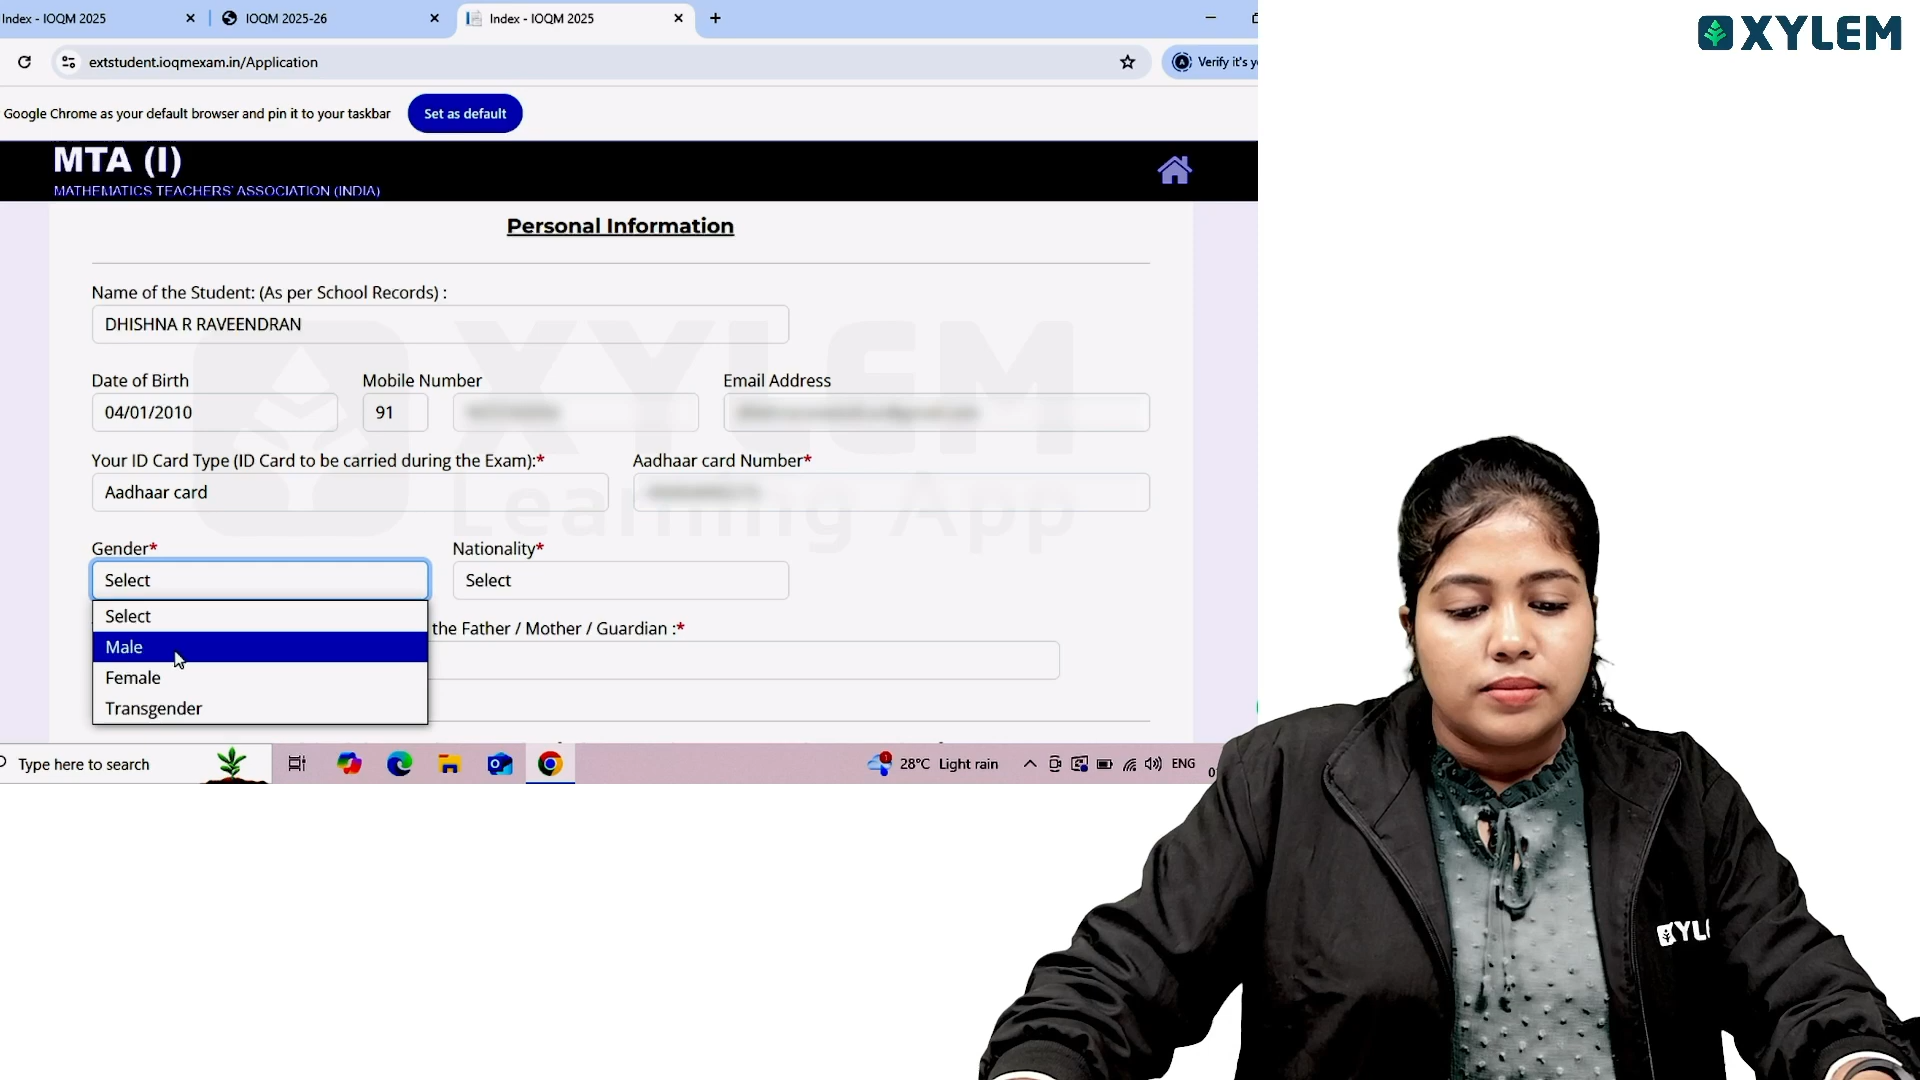 Index - IOQM 2025
IOQM 2025-26
Index - IOQM 2025
XYLEM
extstudent.ioqmexam.in/Application
Verify it's y
Google Chrome as your default browser and pin it to your taskbar
Set as default
MTA (I)
MATHEMATICS TEACHERS' ASSOCIATION (INDIA)
Personal Information
Name of the Student: (As per School Records) :
DHISHNA R RAVEENDRAN
Date of Birth
Mobile Number
Email Address
04/01/2010
91
XYLEM
Learning App
Your ID Card Type (ID Card to be carried during the Exam):*
Aadhaar card Number*
Aadhaar card
Gender*
Nationality*
Select
Select
Select
Male
Female
Transgender
the Father / Mother / Guardian :*
Type here to search
28°C Light rain
ENG
XYL